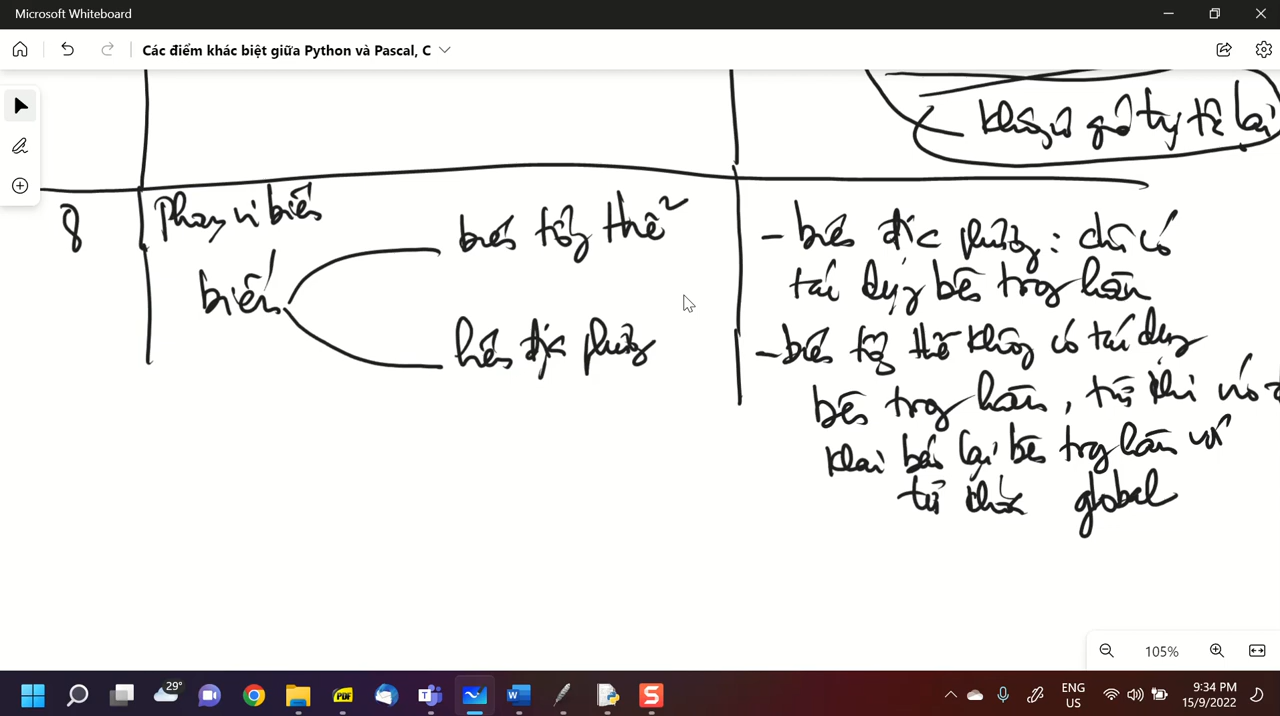 Microsoft Whiteboard
Các điểm khác biệt giữa Python và Pascal, C
8
Phạm vi biến
biến
biến tổng thể
biến địc phương
- biến địc phương: chỉ có
tác dụng bên trong hàm
- biến tổng thể không có tác dụng
bên trong hàm, trừ khi nó
khai báo lại bên trong hàm với
từ khóa global
105%
29°
PDF
ENG
US
9:34 PM
15/9/2022